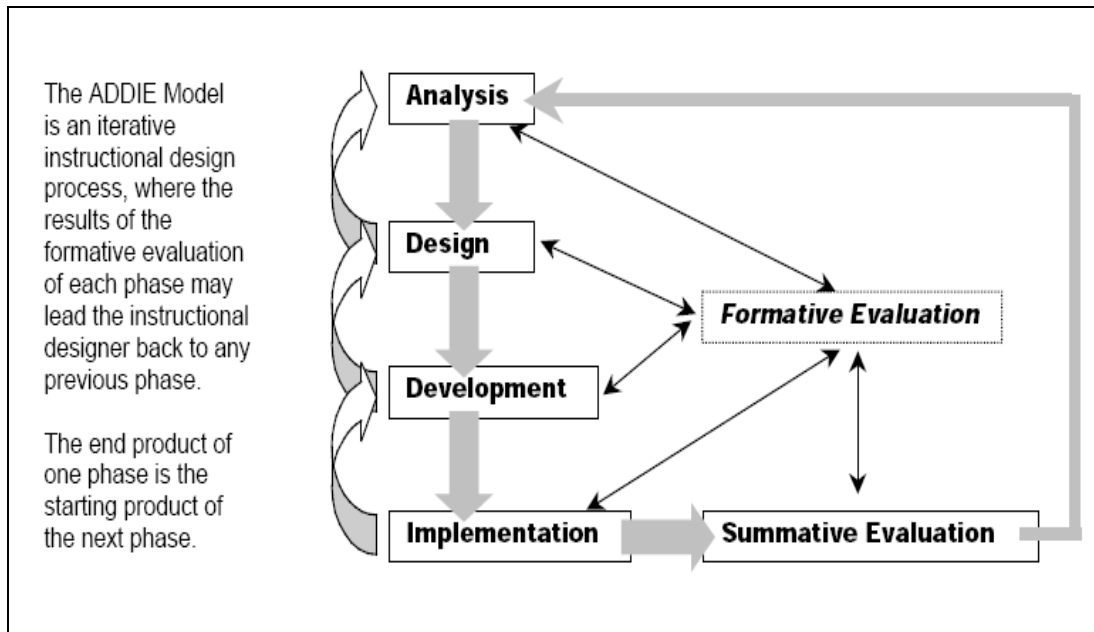 The ADDIE Model
is an iterative
instructional design
process, where the
results of the
formative evaluation
of each phase may
lead the instructional
designer back to any
previous phase.
The end product of
one phase is the
starting product of
the next phase.
Analysis
Design
Formative Evaluation
Development
Implementation
Summative Evaluation